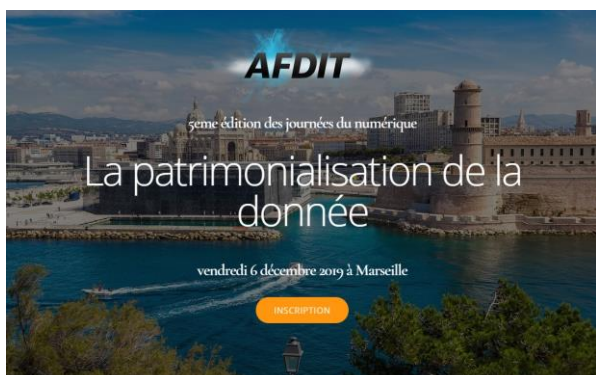 AFDIT
5eme édition des journées du numérique
La patrimonialisation de la
donnée
vendredi 6 décembre 2019 à Marseille
INSCRIPTION